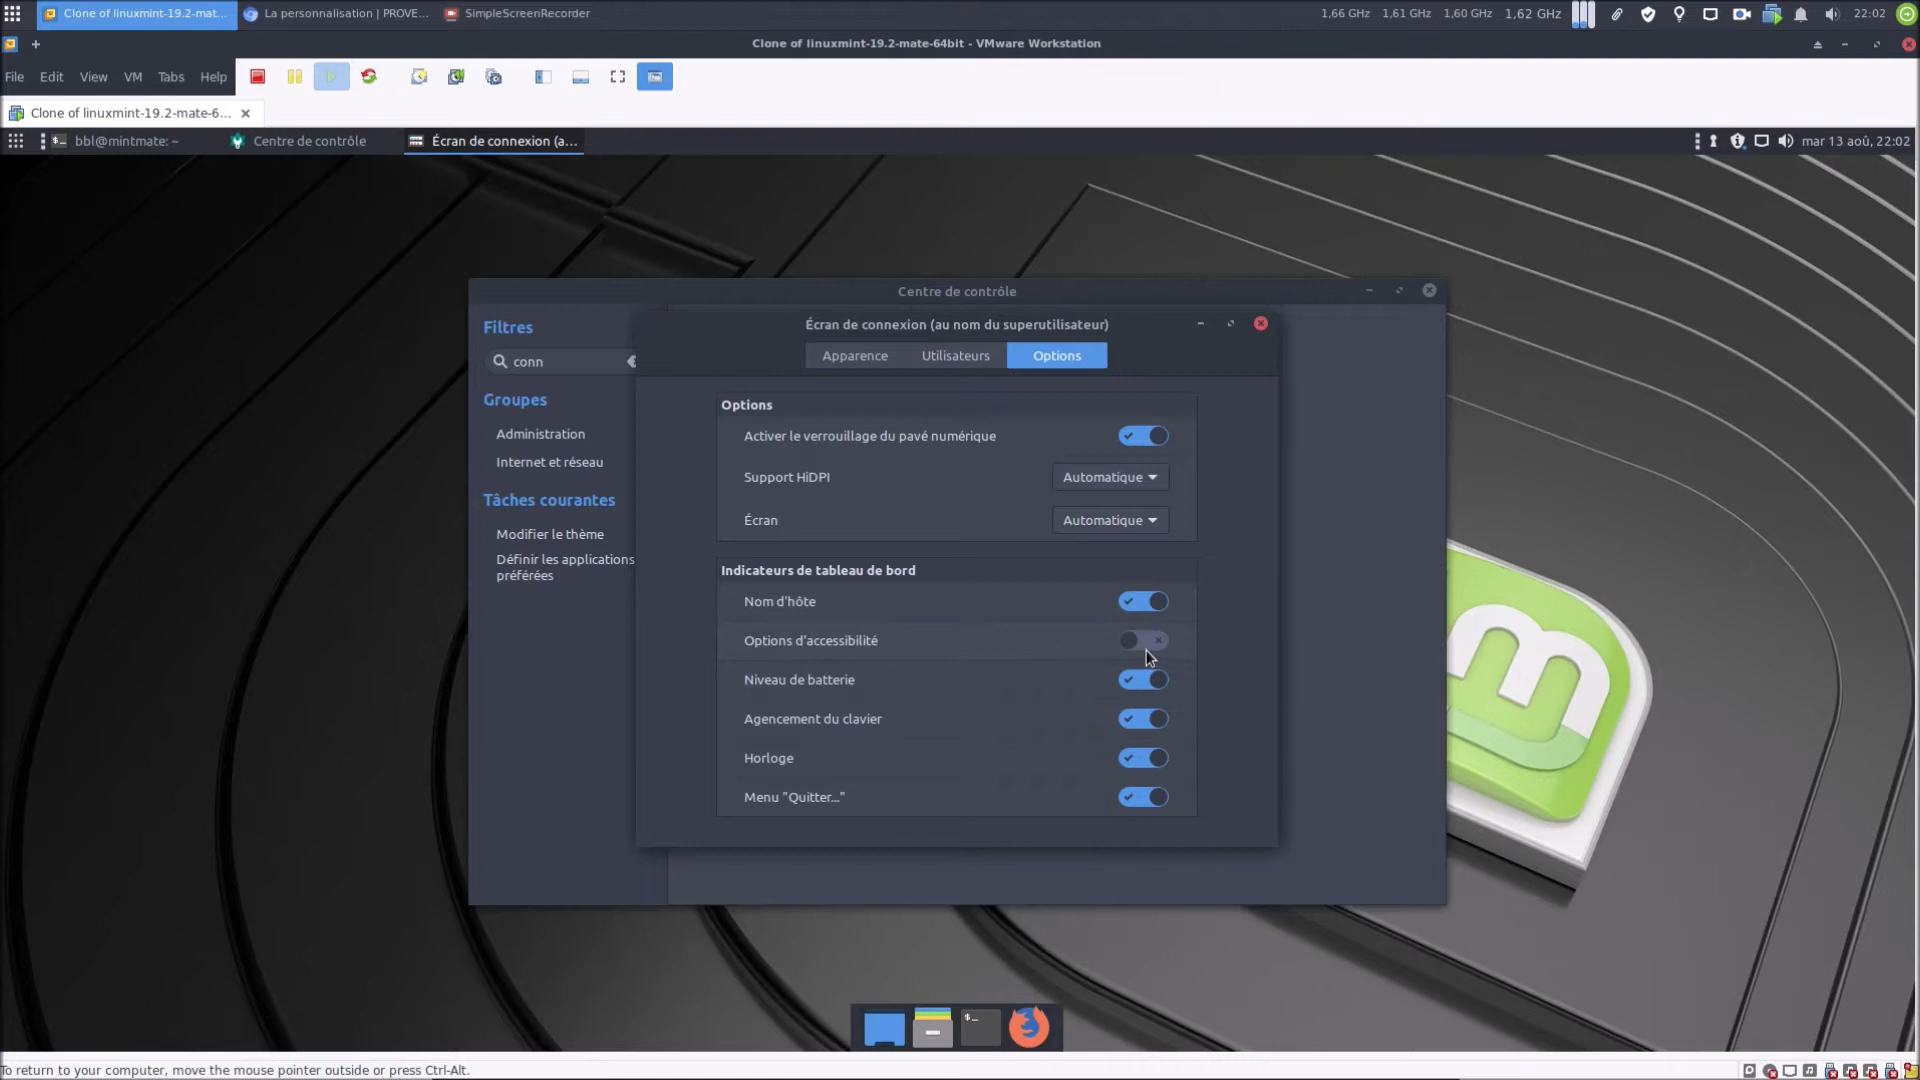 Clone of linuxmint-19.2-mate-mat...
La personnalisation | PROVE...
SimpleScreenRecorder
1,66 GHz 1,61 GHz 1,60 GHz 1,62 GHz
22:02
Clone of linuxmint-19.2-mate-64bit - VMware Workstation
File Edit View VM Tabs Help
Clone of linuxmint-19.2-mate-6...
bbl@mintmate: ~
Centre de contrôle
Écran de connexion (a...
mar 13 aoû, 22:02
Centre de contrôle
Filtres
conn
Groupes
Administration
Internet et réseau
Tâches courantes
Modifier le thème
Définir les applications
préférées
Écran de connexion (au nom du superutilisateur)
Apparence Utilisateurs Options
Options
Activer le verrouillage du pavé numérique
Support HiDPI Automatique
Écran Automatique
Indicateurs de tableau de bord
Nom d'hôte
Options d'accessibilité
Niveau de batterie
Agencement du clavier
Horloge
Menu "Quitter..."
$_
To return to your computer, move the mouse pointer outside or press Ctrl-Alt.